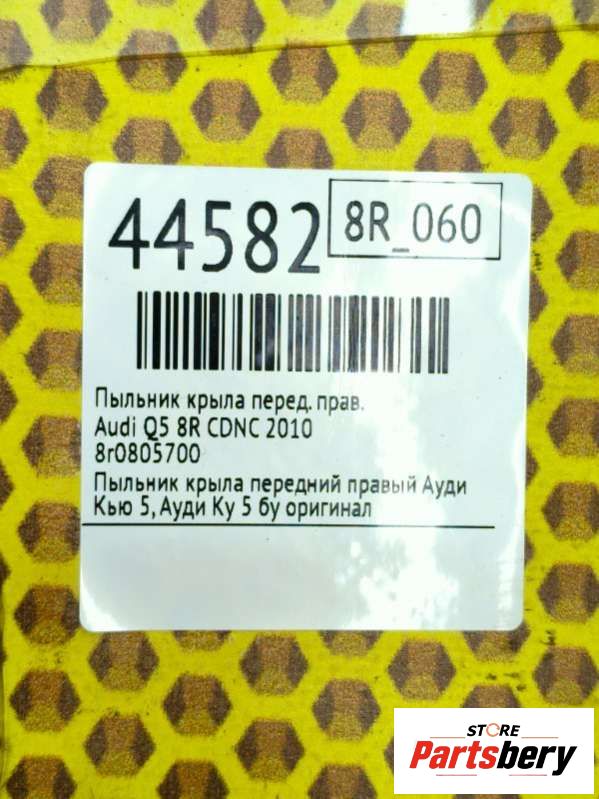 44582
8R_060
Пыльник крыла перед. прав.
Audi Q5 8R CDNC 2010
8r0805700
Пыльник крыла передний правый Ауди
Кью 5, Ауди Ку 5 бу оригинал
STORE
Partsbery